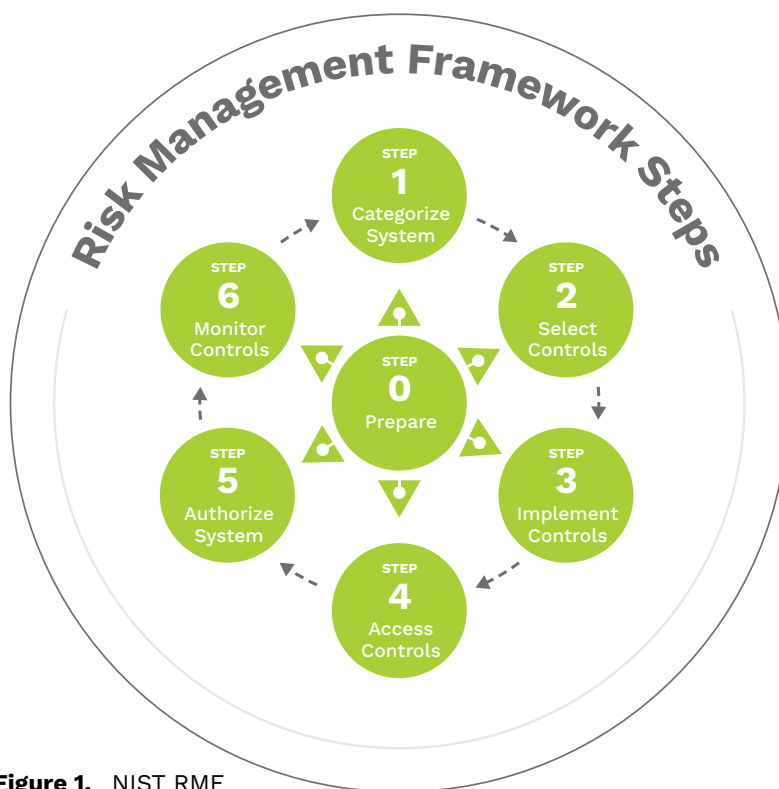 Risk Management Framework Steps
STEP
1
Categorize
System
STEP
2
Select
Controls
STEP
3
Implement
Controls
STEP
4
Access
Controls
STEP
5
Authorize
System
STEP
6
Monitor
Controls
STEP
0
Prepare
Figure 1. NIST RMF